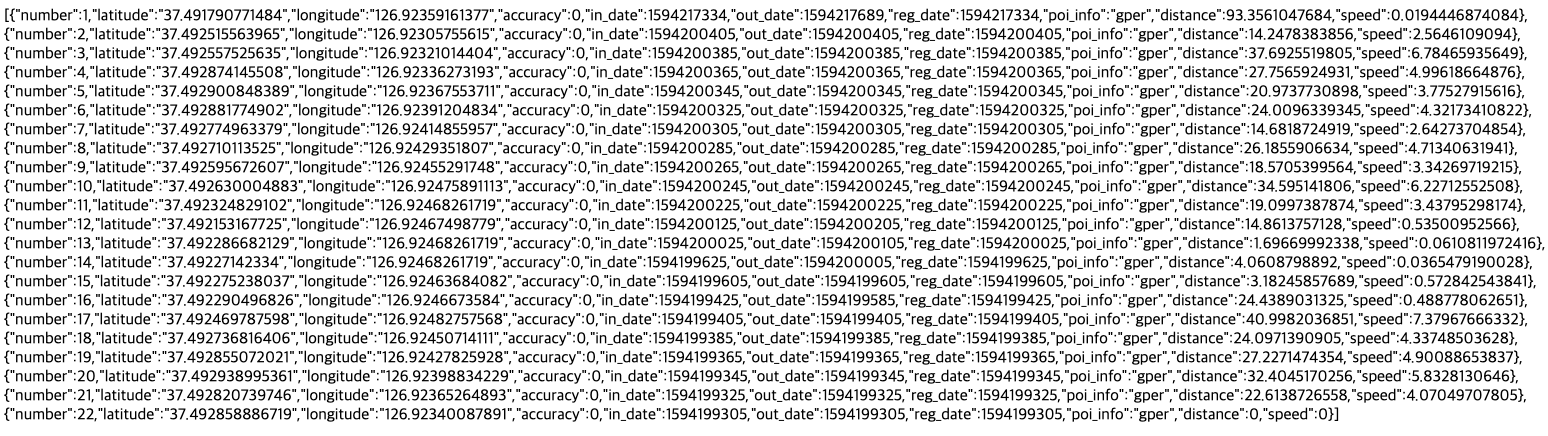 [{"number":1,"latitude":"37.491790771484","longitude":"126.92359161377","accuracy":0,"in_date":1594217334,"out_date":1594217689,"reg_date":1594217334,"poi_info":"gper","distance":93.3561047684,"speed":0.0194446874084},
{"number":2,"latitude":"37.492515563965","longitude":"126.92305755615","accuracy":0,"in_date":1594200405,"out_date":1594200405,"reg_date":1594200405,"poi_info":"gper","distance":14.2478383856,"speed":2.5646109094},
{"number":3,"latitude":"37.492557525635","longitude":"126.92321014404","accuracy":0,"in_date":1594200385,"out_date":1594200385,"reg_date":1594200385,"poi_info":"gper","distance":37.6925519805,"speed":6.78465935649},
{"number":4,"latitude":"37.492874145508","longitude":"126.92336273193","accuracy":0,"in_date":1594200365,"out_date":1594200365,"reg_date":1594200365,"poi_info":"gper","distance":27.7565924931,"speed":4.99618664876},
{"number":5,"latitude":"37.492900848389","longitude":"126.92367553711","accuracy":0,"in_date":1594200345,"out_date":1594200345,"reg_date":1594200345,"poi_info":"gper","distance":20.9737730898,"speed":3.77527915616},
{"number":6,"latitude":"37.492881774902","longitude":"126.92391204834","accuracy":0,"in_date":1594200325,"out_date":1594200325,"reg_date":1594200325,"poi_info":"gper","distance":24.0096339345,"speed":4.32173410822},
{"number":7,"latitude":"37.492774963379","longitude":"126.92414855957","accuracy":0,"in_date":1594200305,"out_date":1594200305,"reg_date":1594200305,"poi_info":"gper","distance":14.6818724919,"speed":2.64273704854},
{"number":8,"latitude":"37.492710113525","longitude":"126.92429351807","accuracy":0,"in_date":1594200285,"out_date":1594200285,"reg_date":1594200285,"poi_info":"gper","distance":26.1855906634,"speed":4.71340631941},
{"number":9,"latitude":"37.492595672607","longitude":"126.92455291748","accuracy":0,"in_date":1594200265,"out_date":1594200265,"reg_date":1594200265,"poi_info":"gper","distance":18.5705399564,"speed":3.34269719215},
{"number":10,"latitude":"37.492630004883","longitude":"126.92475891113","accuracy":0,"in_date":1594200245,"out_date":1594200245,"reg_date":1594200245,"poi_info":"gper","distance":34.595141806,"speed":6.22712552508},
{"number":11,"latitude":"37.492324829102","longitude":"126.92468261719","accuracy":0,"in_date":1594200225,"out_date":1594200225,"reg_date":1594200225,"poi_info":"gper","distance":19.0997387874,"speed":3.43795298174},
{"number":12,"latitude":"37.492153167725","longitude":"126.92467498779","accuracy":0,"in_date":1594200125,"out_date":1594200205,"reg_date":1594200125,"poi_info":"gper","distance":14.8613757128,"speed":0.53500952566},
{"number":13,"latitude":"37.492286682129","longitude":"126.92468261719","accuracy":0,"in_date":1594200025,"out_date":1594200105,"reg_date":1594200025,"poi_info":"gper","distance":1.69669992338,"speed":0.0610811972416},
{"number":14,"latitude":"37.49227142334","longitude":"126.92468261719","accuracy":0,"in_date":1594199625,"out_date":1594200005,"reg_date":1594199625,"poi_info":"gper","distance":4.0608798892,"speed":0.0365479190028},
{"number":15,"latitude":"37.492275238037","longitude":"126.92463684082","accuracy":0,"in_date":1594199605,"out_date":1594199605,"reg_date":1594199605,"poi_info":"gper","distance":3.18245857689,"speed":0.572842543841},
{"number":16,"latitude":"37.492290496826","longitude":"126.9246673584","accuracy":0,"in_date":1594199425,"out_date":1594199585,"reg_date":1594199425,"poi_info":"gper","distance":24.4389031325,"speed":0.488778062651},
{"number":17,"latitude":"37.492469787598","longitude":"126.92482757568","accuracy":0,"in_date":1594199405,"out_date":1594199405,"reg_date":1594199405,"poi_info":"gper","distance":40.9982036851,"speed":7.37967666332},
{"number":18,"latitude":"37.492736816406","longitude":"126.92450714111","accuracy":0,"in_date":1594199385,"out_date":1594199385,"reg_date":1594199385,"poi_info":"gper","distance":24.0971390905,"speed":4.33748503628},
{"number":19,"latitude":"37.492855072021","longitude":"126.92427825928","accuracy":0,"in_date":1594199365,"out_date":1594199365,"reg_date":1594199365,"poi_info":"gper","distance":27.2271474354,"speed":4.90088653837},
{"number":20,"latitude":"37.492938995361","longitude":"126.92398834229","accuracy":0,"in_date":1594199345,"out_date":1594199345,"reg_date":1594199345,"poi_info":"gper","distance":32.4045170256,"speed":5.8328130646},
{"number":21,"latitude":"37.492820739746","longitude":"126.92365264893","accuracy":0,"in_date":1594199325,"out_date":1594199325,"reg_date":1594199325,"poi_info":"gper","distance":22.6138726558,"speed":4.07049707805},
{"number":22,"latitude":"37.492858886719","longitude":"126.92340087891","accuracy":0,"in_date":1594199305,"out_date":1594199305,"reg_date":1594199305,"poi_info":"gper","distance":0,"speed":0}]